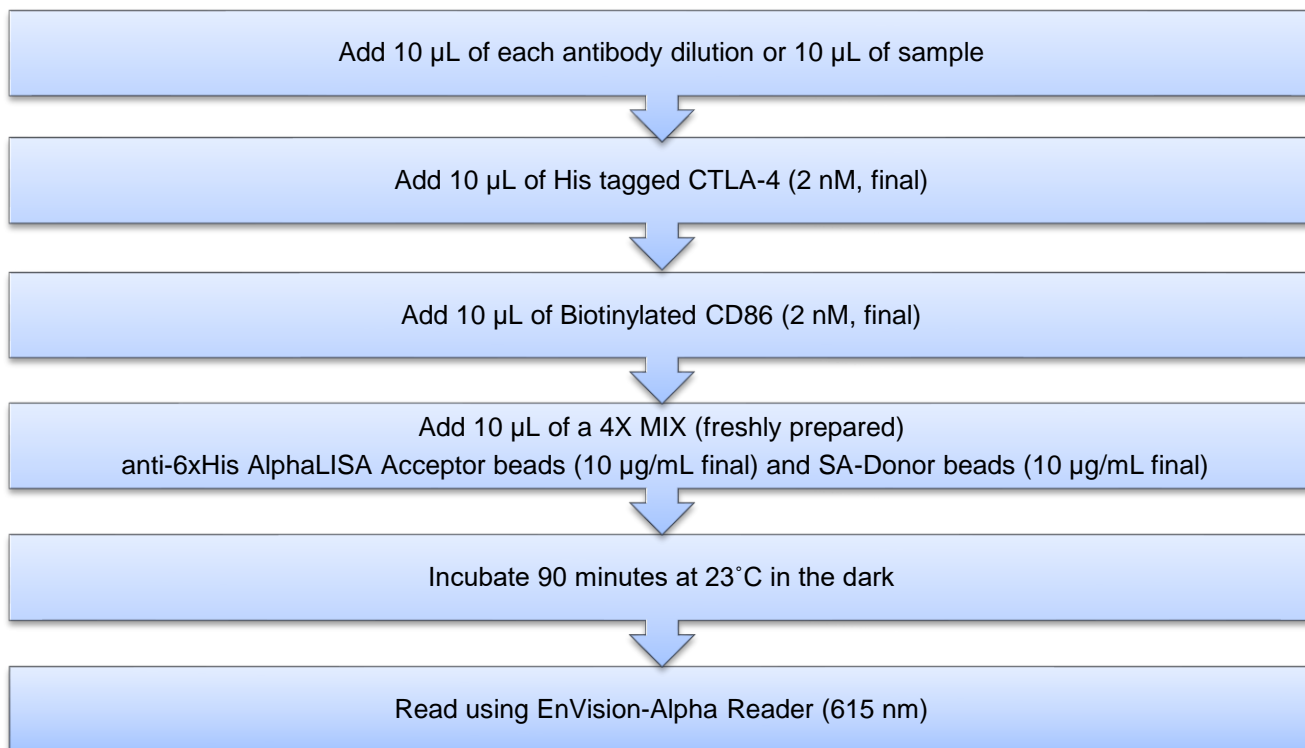 Add 10 µL of each antibody dilution or 10 µL of sample
Add 10 µL of His tagged CTLA-4 (2 nM, final)
Add 10 µL of Biotinylated CD86 (2 nM, final)
Add 10 µL of a 4X MIX (freshly prepared)
anti-6xHis AlphaLISA Acceptor beads (10 µg/mL final) and SA-Donor beads (10 µg/mL final)
Incubate 90 minutes at 23˚C in the dark
Read using EnVision-Alpha Reader (615 nm)